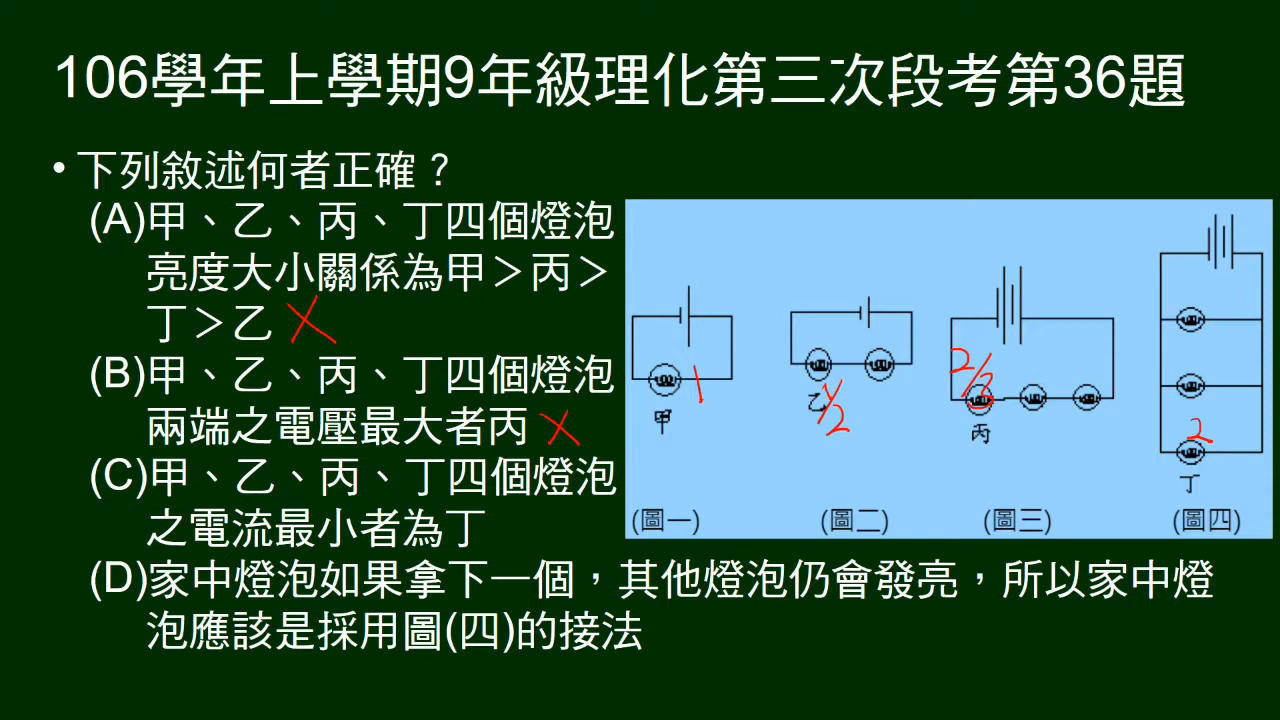 106學年上學期9年級理化第三次段考第36題
• 下列敘述何者正確？
(A)甲、乙、丙、丁四個燈泡
亮度大小關係為甲＞丙＞
丁＞乙
(B)甲、乙、丙、丁四個燈泡
兩端之電壓最大者丙
(C)甲、乙、丙、丁四個燈泡
之電流最小者為丁
(D)家中燈泡如果拿下一個，其他燈泡仍會發亮，所以家中燈
泡應該是採用圖(四)的接法
1
甲
(圖一)
乙
1/2
(圖二)
2/3
丙
(圖三)
2
丁
(圖四)